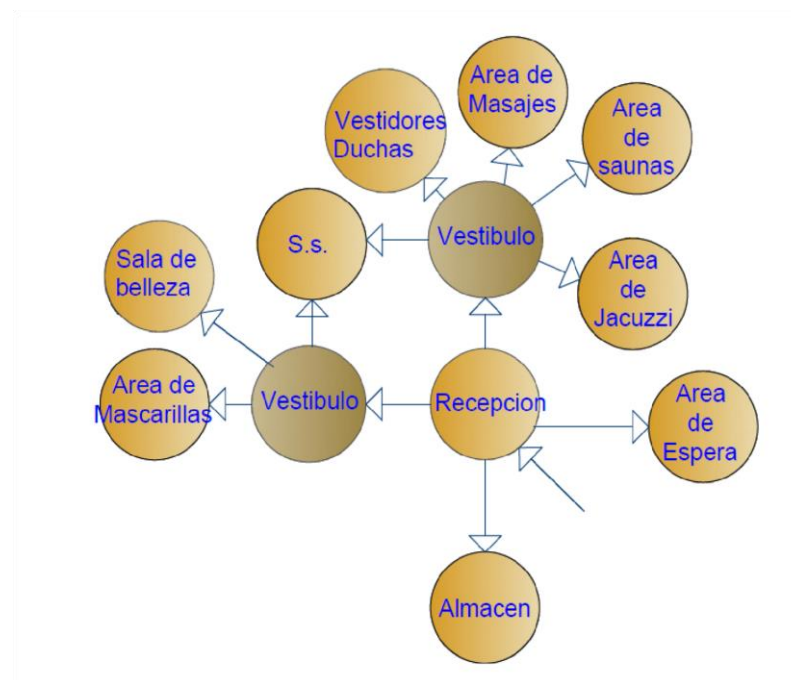 Area de
Masajes
Vestidores
Duchas
Area
de
saunas
S.s.
Vestibulo
Sala de
belleza
Area
de
Jacuzzi
Area de
Mascarillas
Vestibulo
Recepcion
Area
de
Espera
Almacen